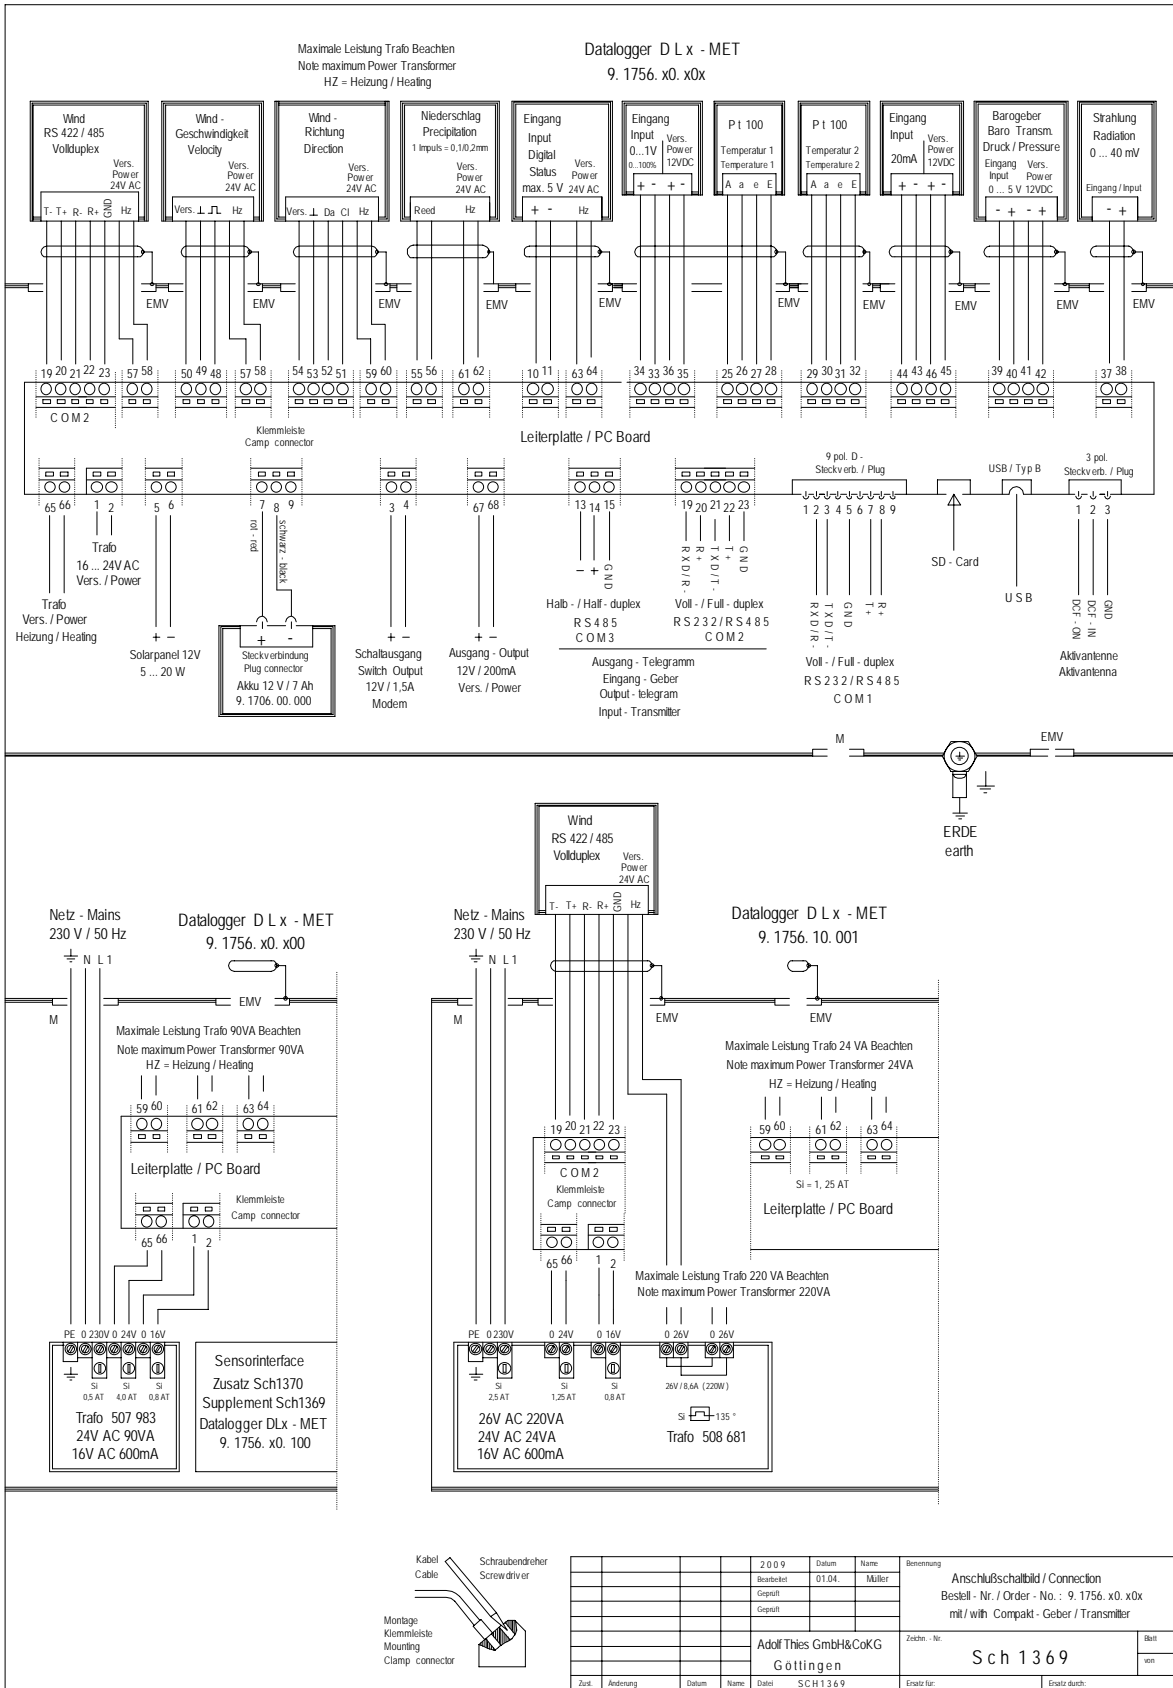 Maximale Leistung Trafo Beachten
Note maximum Power Transformer
HZ = Heizung / Heating
Datalogger D L x - MET
9. 1756. x0. x0x
Wind
RS 422 / 485
Vollduplex
Vers.
Power
24V AC
T- T+ R- R+ GND Hz
Wind -
Geschwindigkeit
Velocity
Vers.
Power
24V AC
Vers. Hz
Wind -
Richtung
Direction
Vers.
Power
24V AC
Vers. Da Cl Hz
Niederschlag
Precipitation
1 Impuls = 0,1/0,2mm
Vers.
Power
24V AC
Reed Hz
Eingang
Input
Digital
Status
max. 5 V
Vers.
Power
24V AC
+ - Hz
Eingang
Input
0...1V
0...100%
Vers.
Power
12VDC
+ - + -
Pt 100
Temperatur 1
Temperature 1
A a e E
Pt 100
Temperatur 2
Temperature 2
A a e E
Eingang
Input
20mA
Vers.
Power
12VDC
+ - + -
Barogeber
Baro Transm.
Druck / Pressure
Eingang Vers.
Input Power
0 ... 5 V 12VDC
- + - +
Strahlung
Radiation
0 ... 40 mV
Eingang / Input
- +
EMV EMV EMV EMV EMV EMV EMV EMV EMV EMV
19 20 21 22 23 57 58 50 49 48 57 58 54 53 52 51 59 60 55 56 61 62 10 11 63 64 34 33 36 35 25 26 27 28 29 30 31 32 44 43 46 45 39 40 41 42 37 38
COM2
Klemmleiste
Camp connector
Leiterplatte / PC Board
9 pol. D -
Steckverb. / Plug
USB / Typ B
3 pol.
Steckverb. / Plug
65 66 1 2 5 6 7 8 9 3 4 67 68 13 14 15 19 20 21 22 23 1 2 3 4 5 6 7 8 9 1 2 3
Trafo
16 ... 24V AC
Vers. / Power
Trafo
Vers. / Power
Heizung / Heating
+ -
Solarpanel 12V
5 ... 20 W
rot - red
schwarz - black
+ -
Steckverbindung
Plug connector
Akku 12 V / 7 Ah
9. 1706. 00. 000
Schaltausgang
Switch Output
12V / 1,5A
Modem
+ -
Ausgang - Output
12V / 200mA
Vers. / Power
- + GND
Halb - / Half - duplex
RS485
COM3
RXD/R- R+ TXD/T- T+ GND
Voll - / Full - duplex
RS232/RS485
COM2
Ausgang - Telegramm
Eingang - Geber
Output - telegram
Input - Transmitter
RXD/R- TXD/T- GND T+ R+
Voll - / Full - duplex
RS232/RS485
COM1
SD - Card
USB
DCF - ON DCF - IN GND
Aktivantenne
Aktivantenna
M
EMV
ERDE
earth
Wind
RS 422 / 485
Vollduplex
Vers.
Power
24V AC
T- T+ R- R+ GND Hz
Netz - Mains
230 V / 50 Hz
N L1
Datalogger D L x - MET
9. 1756. x0. x00
M
EMV
Maximale Leistung Trafo 90VA Beachten
Note maximum Power Transformer 90VA
HZ = Heizung / Heating
59 60 61 62 63 64
Leiterplatte / PC Board
Klemmleiste
Camp connector
65 66 1 2
PE 0 230V 0 24V 0 16V
Si Si Si
0,5 AT 4,0 AT 0,8 AT
Trafo 507 983
24V AC 90VA
16V AC 600mA
Sensorinterface
Zusatz Sch1370
Supplement Sch1369
Datalogger DLx - MET
9. 1756. x0. 100
Netz - Mains
230 V / 50 Hz
N L1
Datalogger D L x - MET
9. 1756. 10. 001
M
EMV
EMV
Maximale Leistung Trafo 24 VA Beachten
Note maximum Power Transformer 24VA
HZ = Heizung / Heating
59 60 61 62 63 64
Si = 1, 25 AT
Leiterplatte / PC Board
19 20 21 22 23
COM2
Klemmleiste
Camp connector
65 66 1 2
Maximale Leistung Trafo 220 VA Beachten
Note maximum Power Transformer 220VA
PE 0 230V 0 24V 0 16V 0 26V 0 26V
Si Si Si
2,5 AT 1,25 AT 0,8 AT
26V / 8,6A (220W)
26V AC 220VA
24V AC 24VA
16V AC 600mA
Si 135 °
Trafo 508 681
Kabel
Cable
Schraubendreher
Screwdriver
Montage
Klemmleiste
Mounting
Clamp connector
2009 Datum Name
Bearbeitet 01.04. Müller
Geprüft
Geprüft
Benennung
Anschlußschaltbild / Connection
Bestell - Nr. / Order - No. : 9. 1756. x0. x0x
mit / with Compakt - Geber / Transmitter
Adolf Thies GmbH&CoKG
Göttingen
Zeichn. - Nr.
Sch 1369
Blatt
von
Zust. Änderung Datum Name Datei SCH1369 Ersatz für: Ersatz durch: